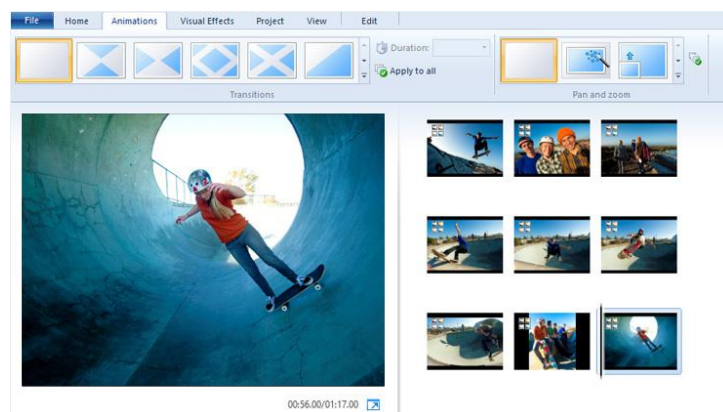 File Home Animations Visual Effects Project View Edit
Duration:
Apply to all
Transitions
Pan and zoom
00:56.00/01:17.00